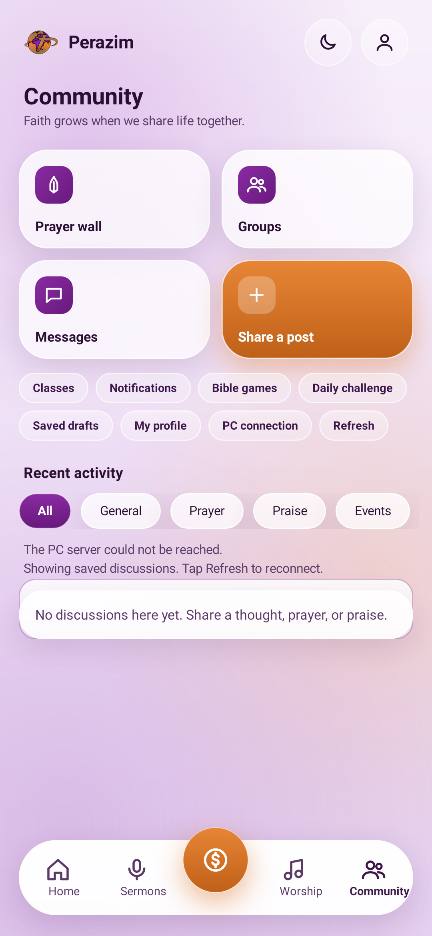 Perazim
Community
Faith grows when we share life together.
Prayer wall
Groups
Messages
Share a post
Classes
Notifications
Bible games
Daily challenge
Saved drafts
My profile
PC connection
Refresh
Recent activity
All
General
Prayer
Praise
Events
The PC server could not be reached.
Showing saved discussions. Tap Refresh to reconnect.
No discussions here yet. Share a thought, prayer, or praise.
Home
Sermons
Worship
Community